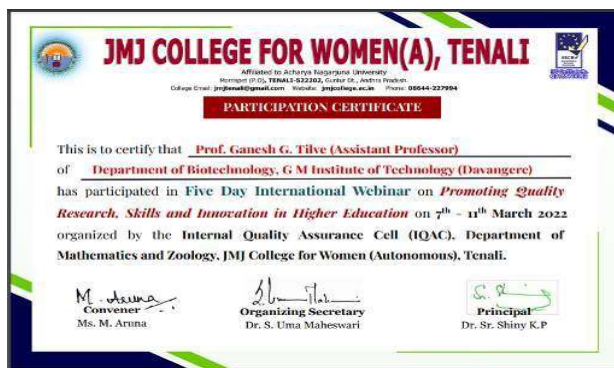 JMJ COLLEGE FOR WOMEN(A), TENALI
Affiliated to Acharya Nagarjuna University
Morrispet (P.O), TENALI-522202, Guntur Dt., Andhra Pradesh.
College Email: jmjtenali@gmail.com Website: jmjcollege.ac.in Phone: 08644-227994
PARTICIPATION CERTIFICATE
This is to certify that Prof. Ganesh G. Tilve (Assistant Professor)
of Department of Biotechnology, G M Institute of Technology (Davangere)
has participated in Five Day International Webinar on Promoting Quality
Research, Skills and Innovation in Higher Education on 7th - 11th March 2022
organized by the Internal Quality Assurance Cell (IQAC), Department of
Mathematics and Zoology, JMJ College for Women (Autonomous), Tenali.
M. Aruna
Convener Organizing Secretary Principal
Ms. M. Aruna Dr. S. Uma Maheswari Dr. Sr. Shiny K.P